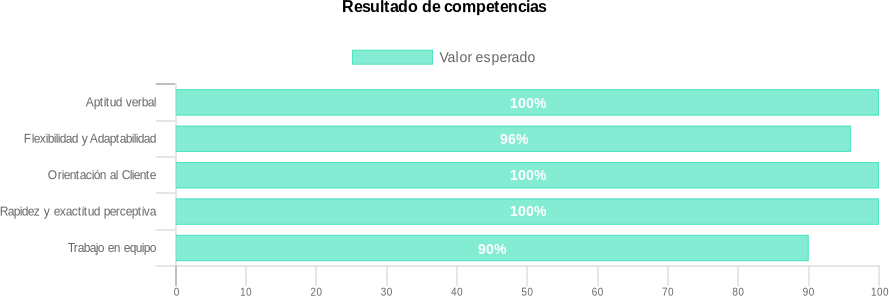 Resultado de competencias
Valor esperado
Aptitud verbal
100%
Flexibilidad y Adaptabilidad
96%
Orientación al Cliente
100%
Rapidez y exactitud perceptiva
100%
Trabajo en equipo
90%
0 10 20 30 40 50 60 70 80 90 100